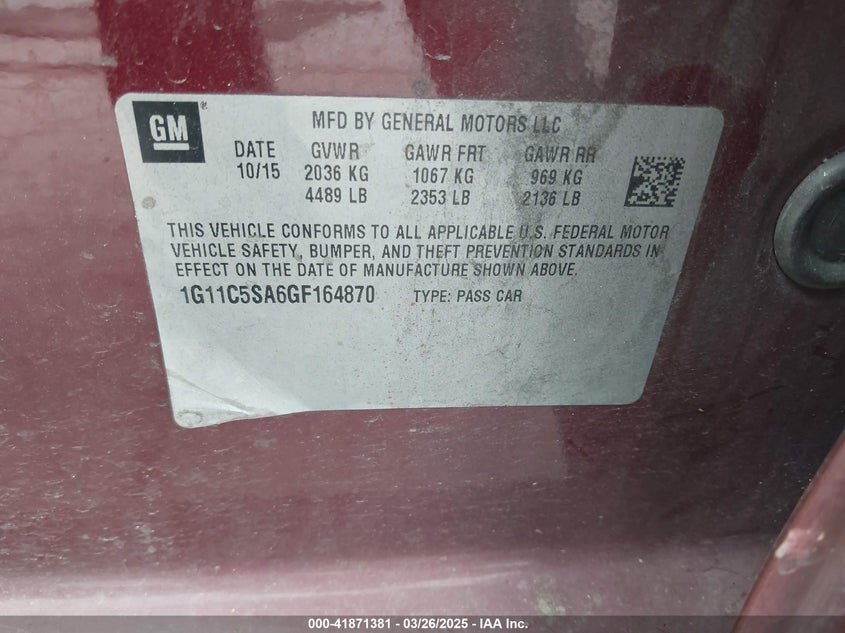 GM
MFD BY GENERAL MOTORS LLC
DATE GVWR GAWR FRT GAWR RR
10/15 2036 KG 1067 KG 969 KG
4489 LB 2353 LB 2136 LB
THIS VEHICLE CONFORMS TO ALL APPLICABLE U.S. FEDERAL MOTOR
VEHICLE SAFETY, BUMPER, AND THEFT PREVENTION STANDARDS IN
EFFECT ON THE DATE OF MANUFACTURE SHOWN ABOVE.
1G11C5SA6GF164870 TYPE: PASS CAR
000-41871381 - 03/26/2025 - IAA Inc.